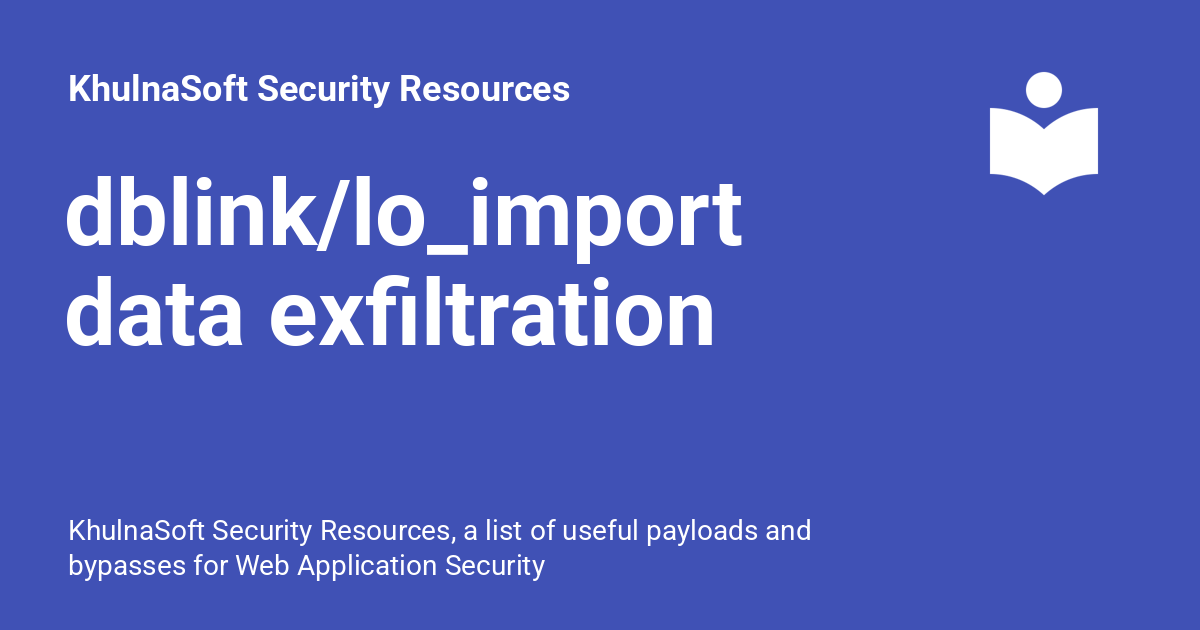 KhulnaSoft Security Resources
dblink/lo_import
data exfiltration
KhulnaSoft Security Resources, a list of useful payloads and
bypasses for Web Application Security